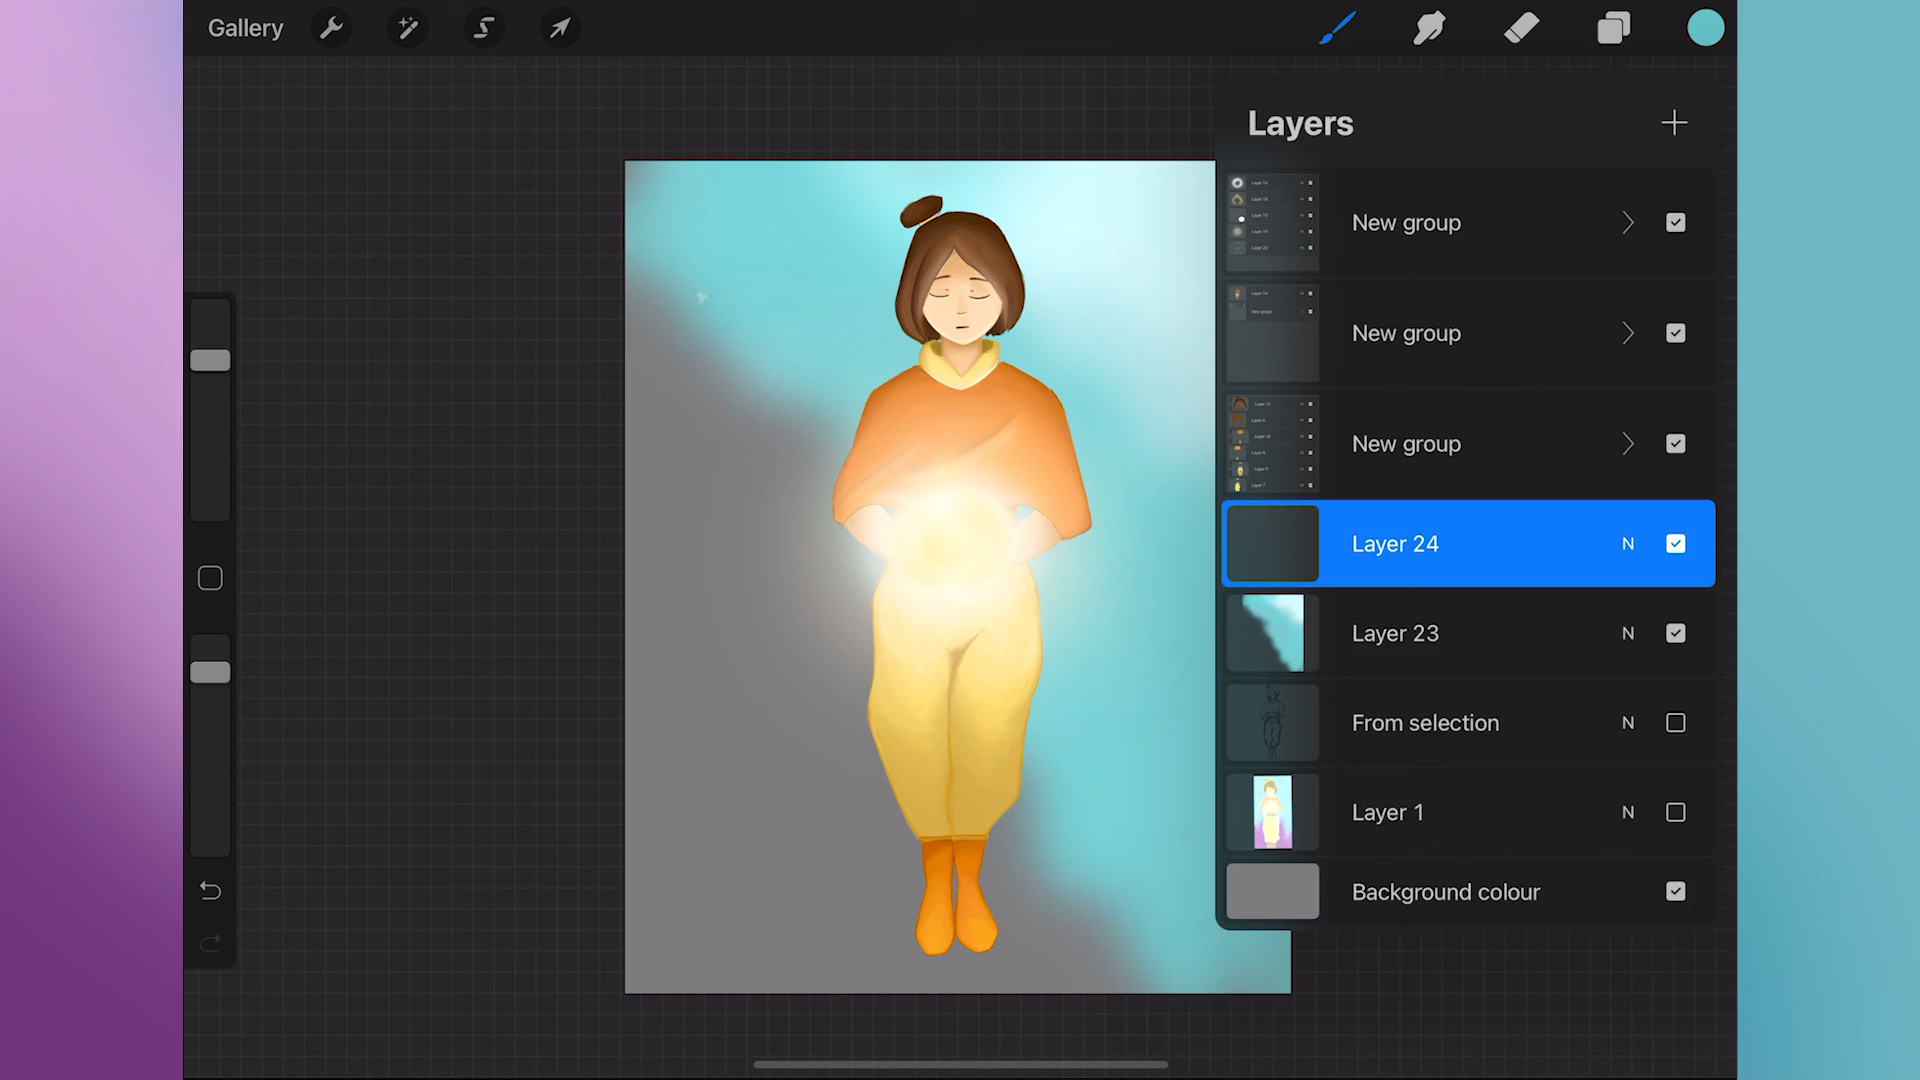 Gallery
Layers
New group
New group
New group
Layer 24 N
Layer 23 N
From selection N
Layer 1 N
Background colour